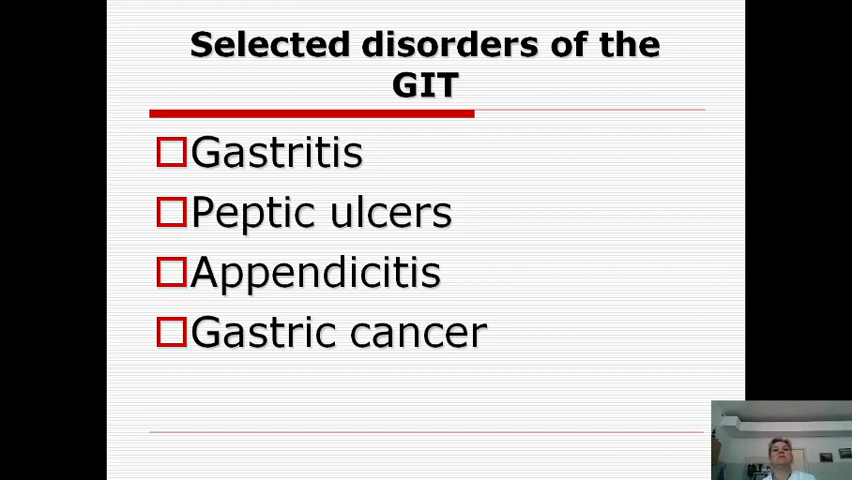 Selected disorders of the
GIT
Gastritis
Peptic ulcers
Appendicitis
Gastric cancer